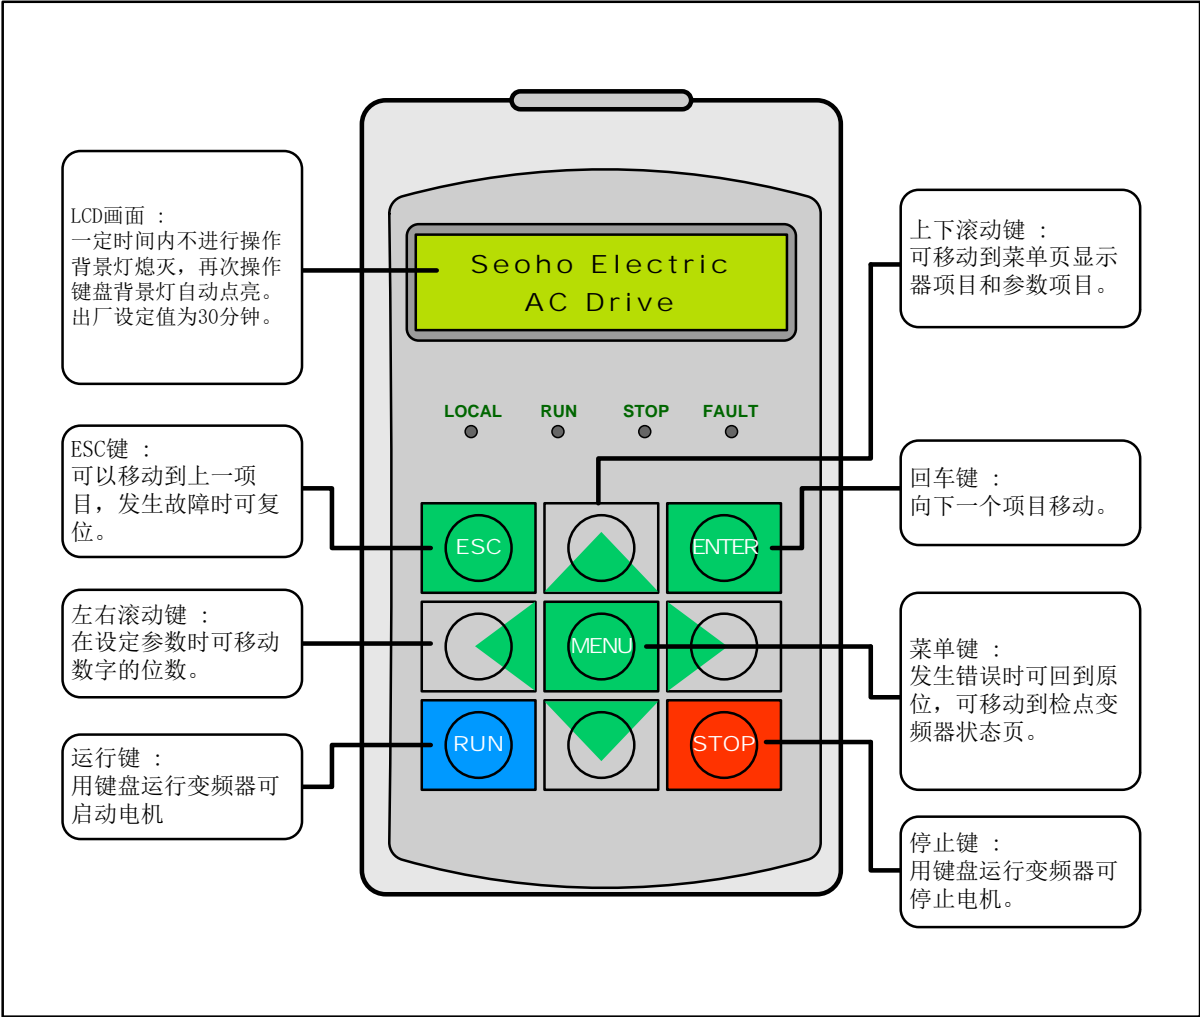 LCD画面 :
一定时间内不进行操作
背景灯熄灭，再次操作
键盘背景灯自动点亮。
出厂设定值为30分钟。
ESC键 :
可以移动到上一项
目，发生故障时可复
位。
左右滚动键 :
在设定参数时可移动
数字的位数。
运行键 :
用键盘运行变频器可
启动电机
Seoho Electric
AC Drive
LOCAL RUN STOP FAULT
ESC ENTER
MENU
RUN STOP
上下滚动键 :
可移动到菜单页显示
器项目和参数项目。
回车键 :
向下一个项目移动。
菜单键 :
发生错误时可回到原
位，可移动到检点变
频器状态页。
停止键 :
用键盘运行变频器可
停止电机。